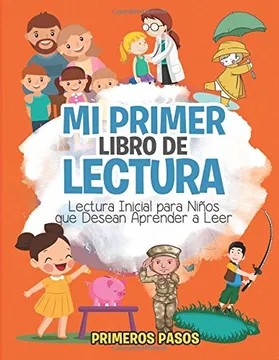 MI PRIMER
LIBRO DE
LECTURA
Lectura Inicial para Niños
que Desean Aprender a Leer
PRIMEROS PASOS